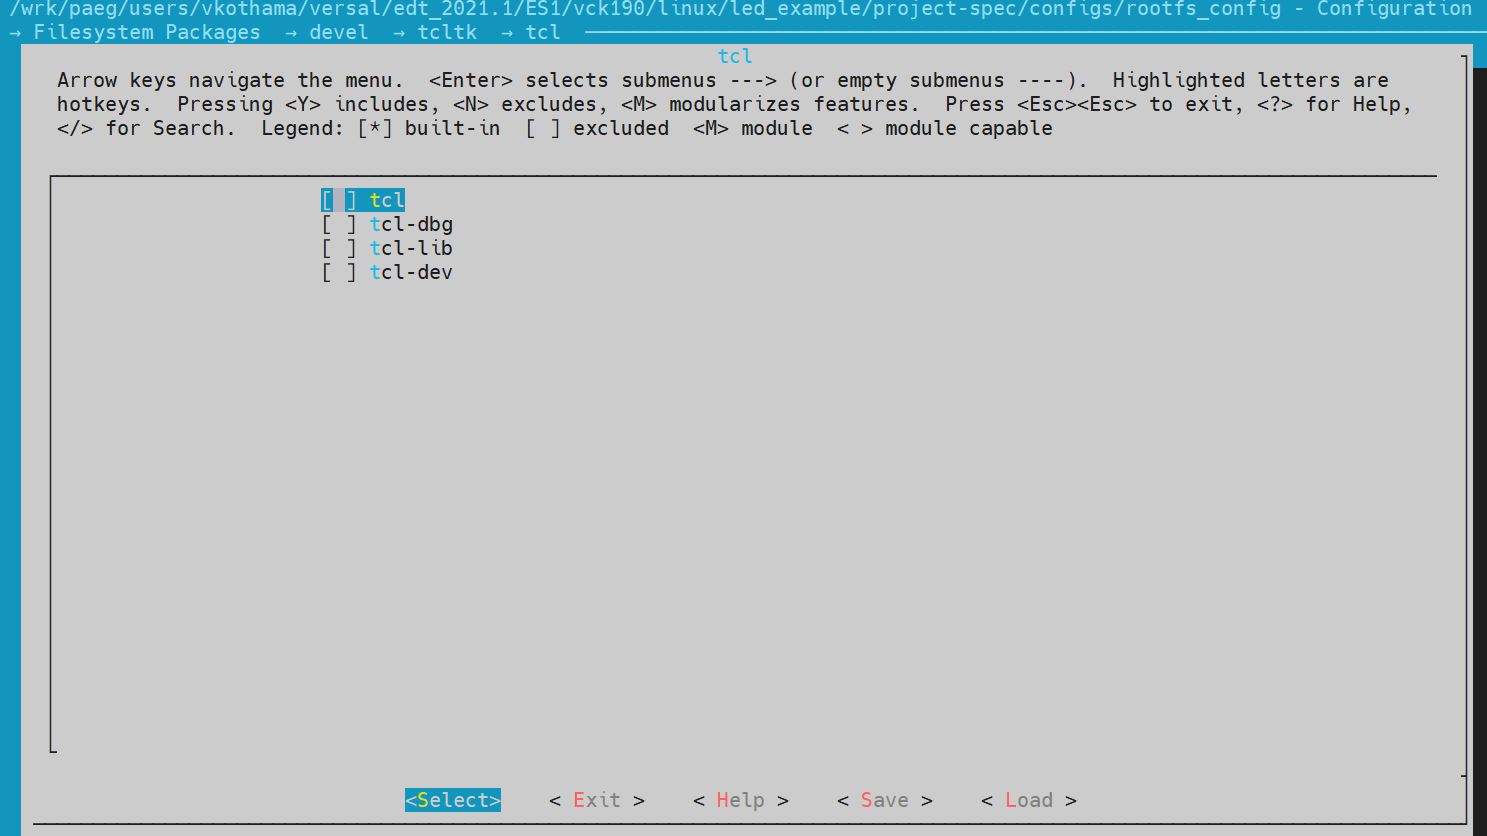 /wrk/paeg/users/vkothama/versal/edt_2021.1/ES1/vck190/linux/led_example/project-spec/configs/rootfs_config - Configuration
→ Filesystem Packages → devel → tcltk → tcl
tcl
Arrow keys navigate the menu. <Enter> selects submenus ---> (or empty submenus ----). Highlighted letters are
hotkeys. Pressing <Y> includes, <N> excludes, <M> modularizes features. Press <Esc><Esc> to exit, <?> for Help,
</> for Search. Legend: [*] built-in [ ] excluded <M> module < > module capable
[ ] tcl
[ ] tcl-dbg
[ ] tcl-lib
[ ] tcl-dev
<Select> < Exit > < Help > < Save > < Load >